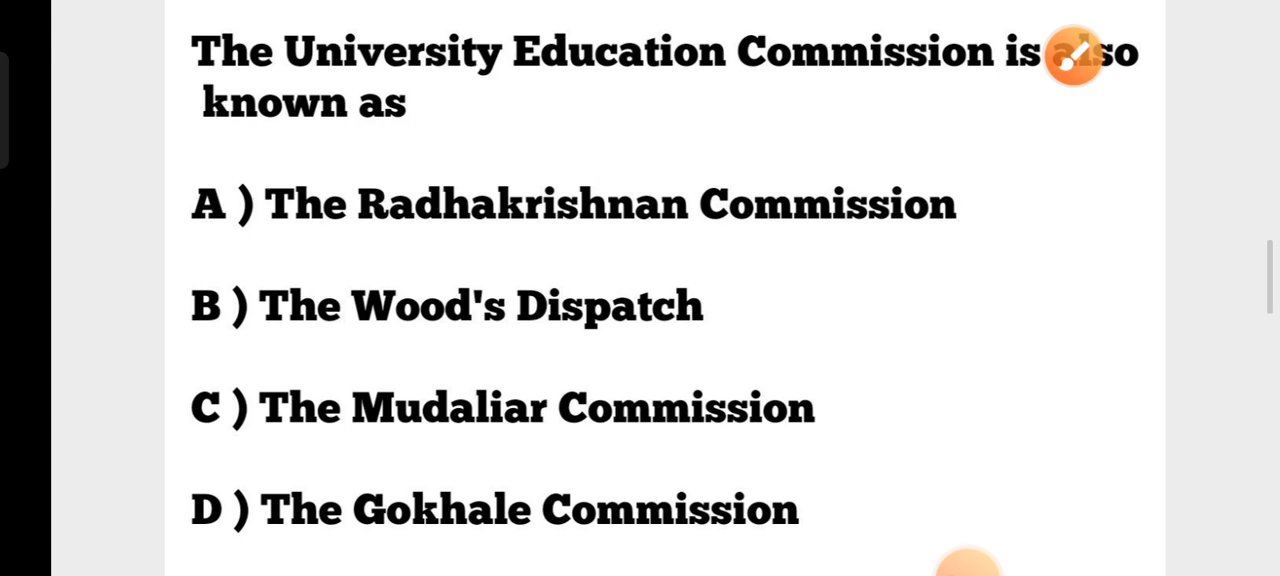 The University Education Commission is also
known as
A ) The Radhakrishnan Commission
B ) The Wood's Dispatch
C ) The Mudaliar Commission
D ) The Gokhale Commission